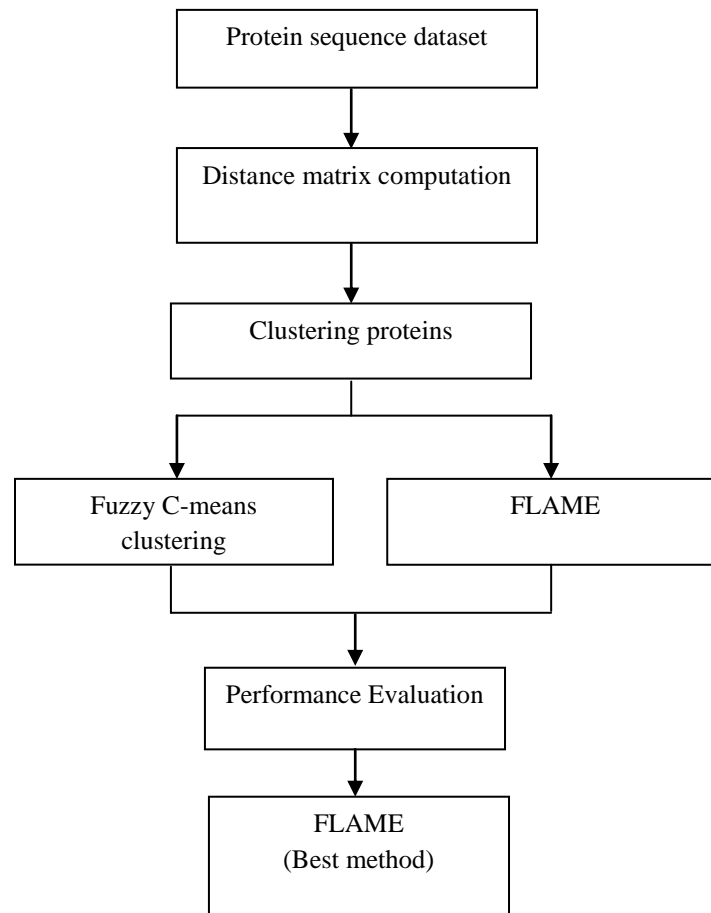 Protein sequence dataset
Distance matrix computation
Clustering proteins
Fuzzy C-means
clustering
FLAME
Performance Evaluation
FLAME
(Best method)